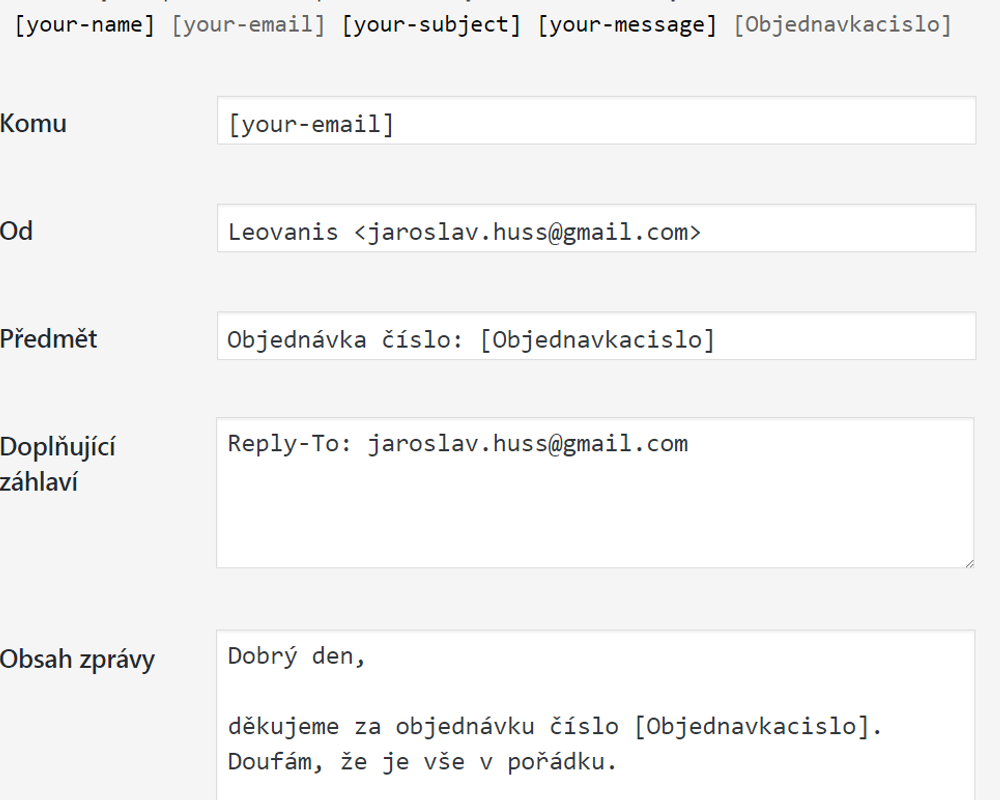 [your-name] [your-email] [your-subject] [your-message] [Objednavkacislo]
Komu
[your-email]
Od
Leovanis <jaroslav.huss@gmail.com>
Předmět
Objednávka číslo: [Objednavkacislo]
Doplňující
záhlaví
Reply-To: jaroslav.huss@gmail.com
Obsah zprávy
Dobrý den,
děkujeme za objednávku číslo [Objednavkacislo].
Doufám, že je vše v pořádku.